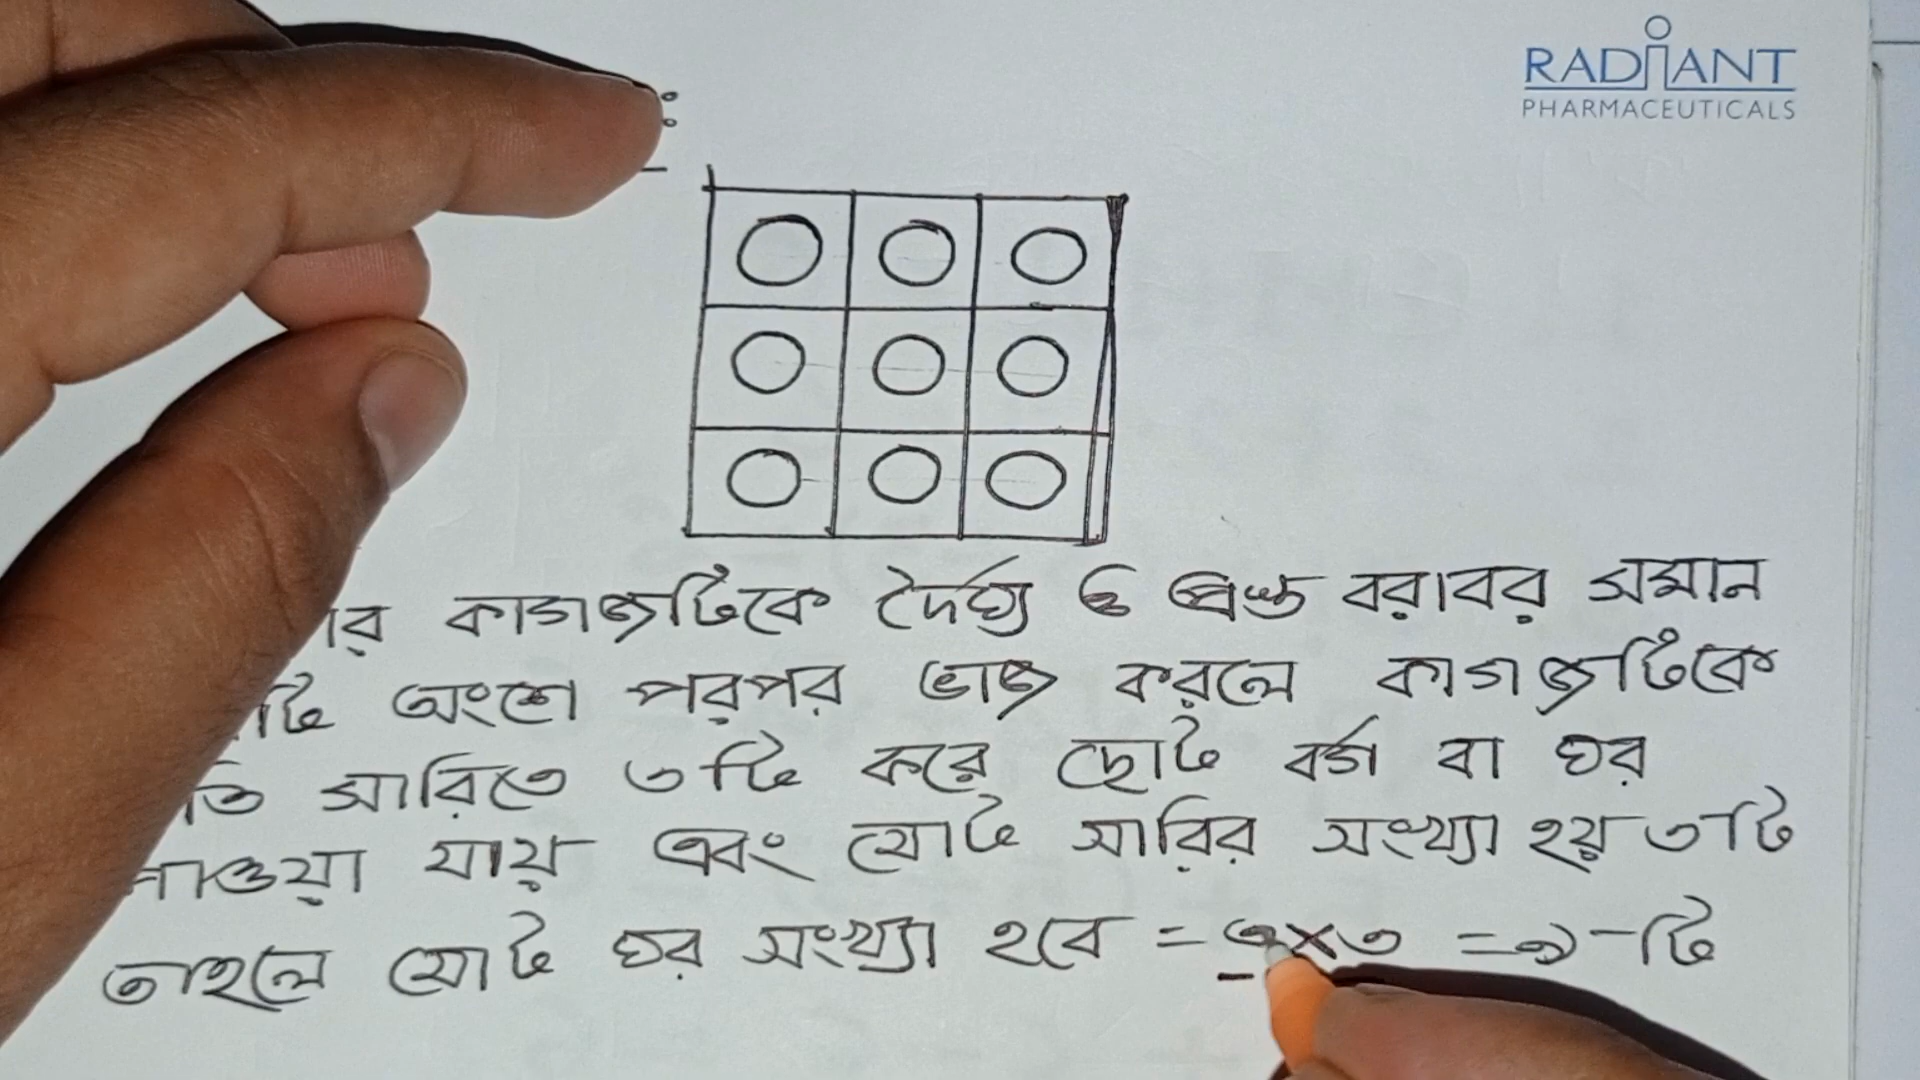 RADiANT
PHARMACEUTICALS
কাগজটিকে দৈর্ঘ্য ও প্রস্থ বরাবর সমান
অংশে পরপর ভাজ করলে কাগজটিকে
সারিতে ৩টি করে ছোট বর্গ বা ঘর
পাওয়া যায় এবং মোট সারির সংখ্যা হয় ৩টি
তাহলে মোট ঘর সংখ্যা হবে = ৩×৩ = ৯টি